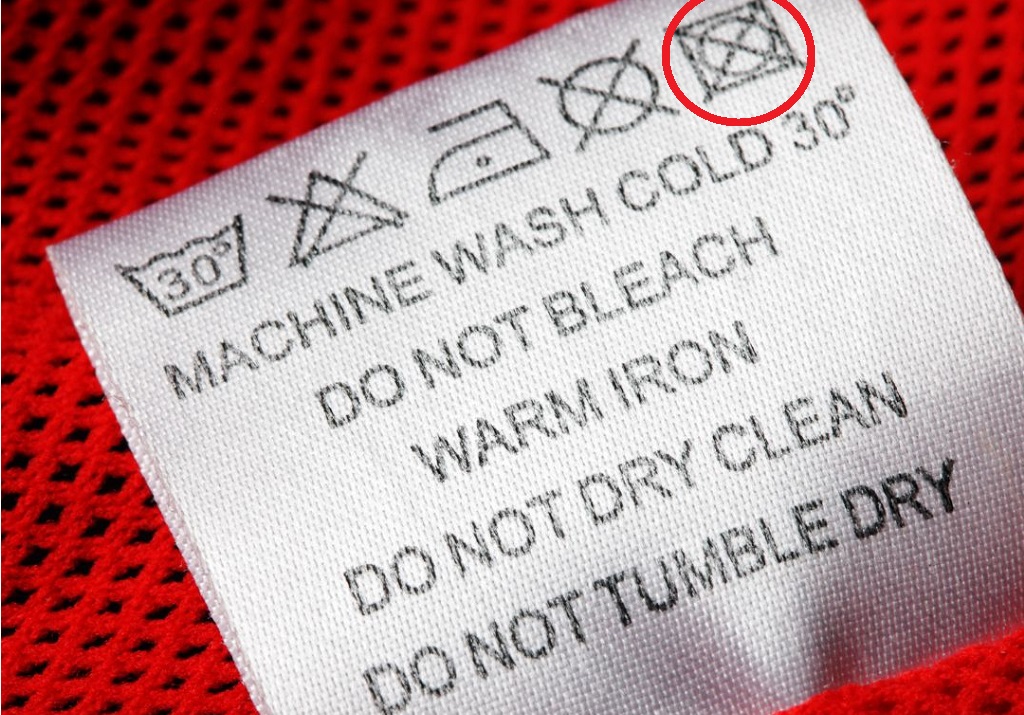 30°
MACHINE WASH COLD 30°
DO NOT BLEACH
WARM IRON
DO NOT DRY CLEAN
DO NOT TUMBLE DRY